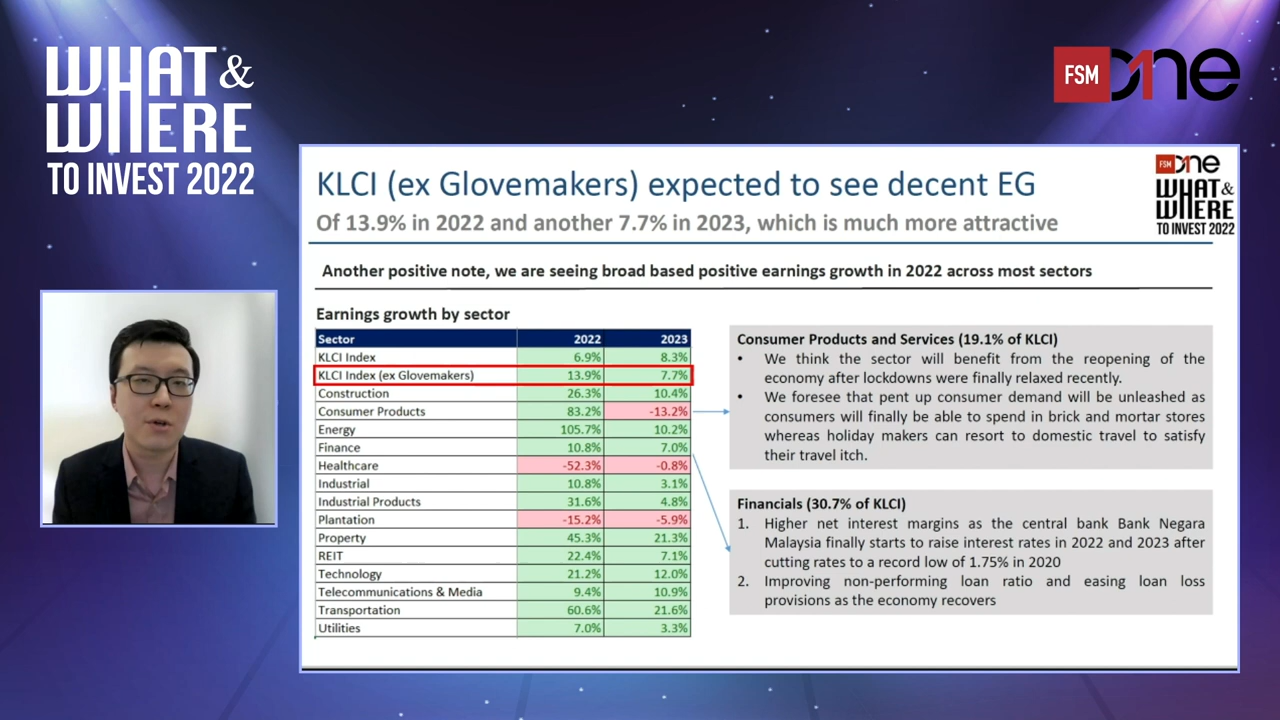 WHAT &
WHERE
TO INVEST 2022
FSM one
KLCI (ex Glovemakers) expected to see decent EG
Of 13.9% in 2022 and another 7.7% in 2023, which is much more attractive
FSM one
WHAT &
WHERE
TO INVEST 2022
Another positive note, we are seeing broad based positive earnings growth in 2022 across most sectors
Earnings growth by sector
Sector 2022 2023
KLCI Index 6.9% 8.3%
KLCI Index (ex Glovemakers) 13.9% 7.7%
Construction 26.3% 10.4%
Consumer Products 83.2% -13.2%
Energy 105.7% 10.2%
Finance 10.8% 7.0%
Healthcare -52.3% -0.8%
Industrial 10.8% 3.1%
Industrial Products 31.6% 4.8%
Plantation -15.2% -5.9%
Property 45.3% 21.3%
REIT 22.4% 7.1%
Technology 21.2% 12.0%
Telecommunications & Media 9.4% 10.9%
Transportation 60.6% 21.6%
Utilities 7.0% 3.3%
Consumer Products and Services (19.1% of KLCI)
• We think the sector will benefit from the reopening of the
economy after lockdowns were finally relaxed recently.
• We foresee that pent up consumer demand will be unleashed as
consumers will finally be able to spend in brick and mortar stores
whereas holiday makers can resort to domestic travel to satisfy
their travel itch.
Financials (30.7% of KLCI)
1. Higher net interest margins as the central bank Bank Negara
Malaysia finally starts to raise interest rates in 2022 and 2023 after
cutting rates to a record low of 1.75% in 2020
2. Improving non-performing loan ratio and easing loan loss
provisions as the economy recovers